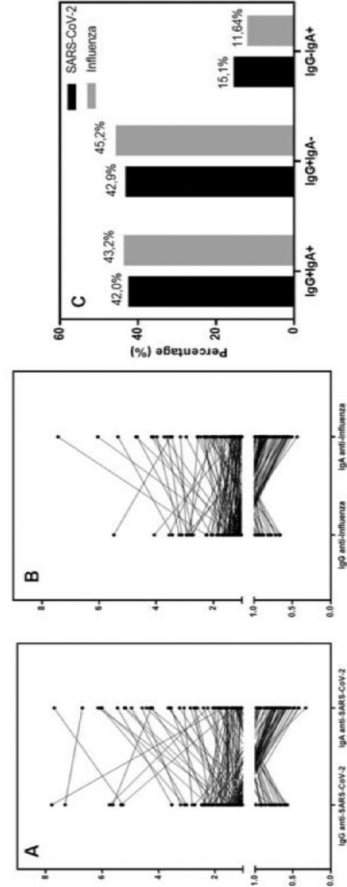 A
8
6
4
2
1.0
0.5
0.0
IgG anti-SARS-CoV-2
IgA anti-SARS-CoV-2
B
8
6
4
2
1.0
0.5
0.0
IgG anti-Influenza
IgA anti-Influenza
C
SARS-CoV-2
Influenza
Percentage (%)
60
40
20
0
42,0%
43,2%
42,9%
45,2%
15,1%
11,64%
IgG+IgA+
IgG+IgA-
IgG-IgA+